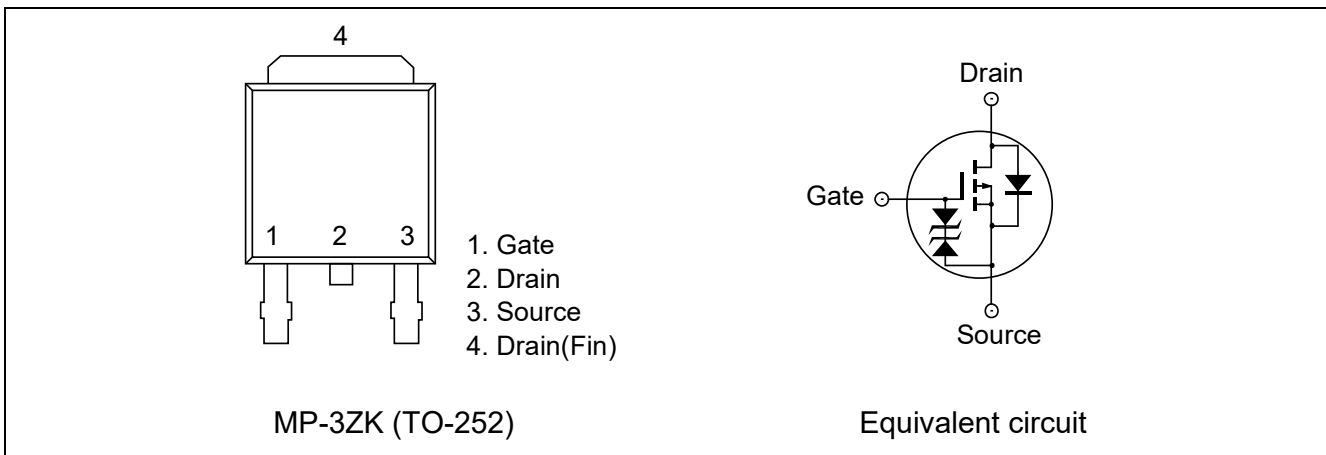 4
1 2 3
1. Gate
2. Drain
3. Source
4. Drain(Fin)
MP-3ZK (TO-252)
Drain
Gate
Source
Equivalent circuit